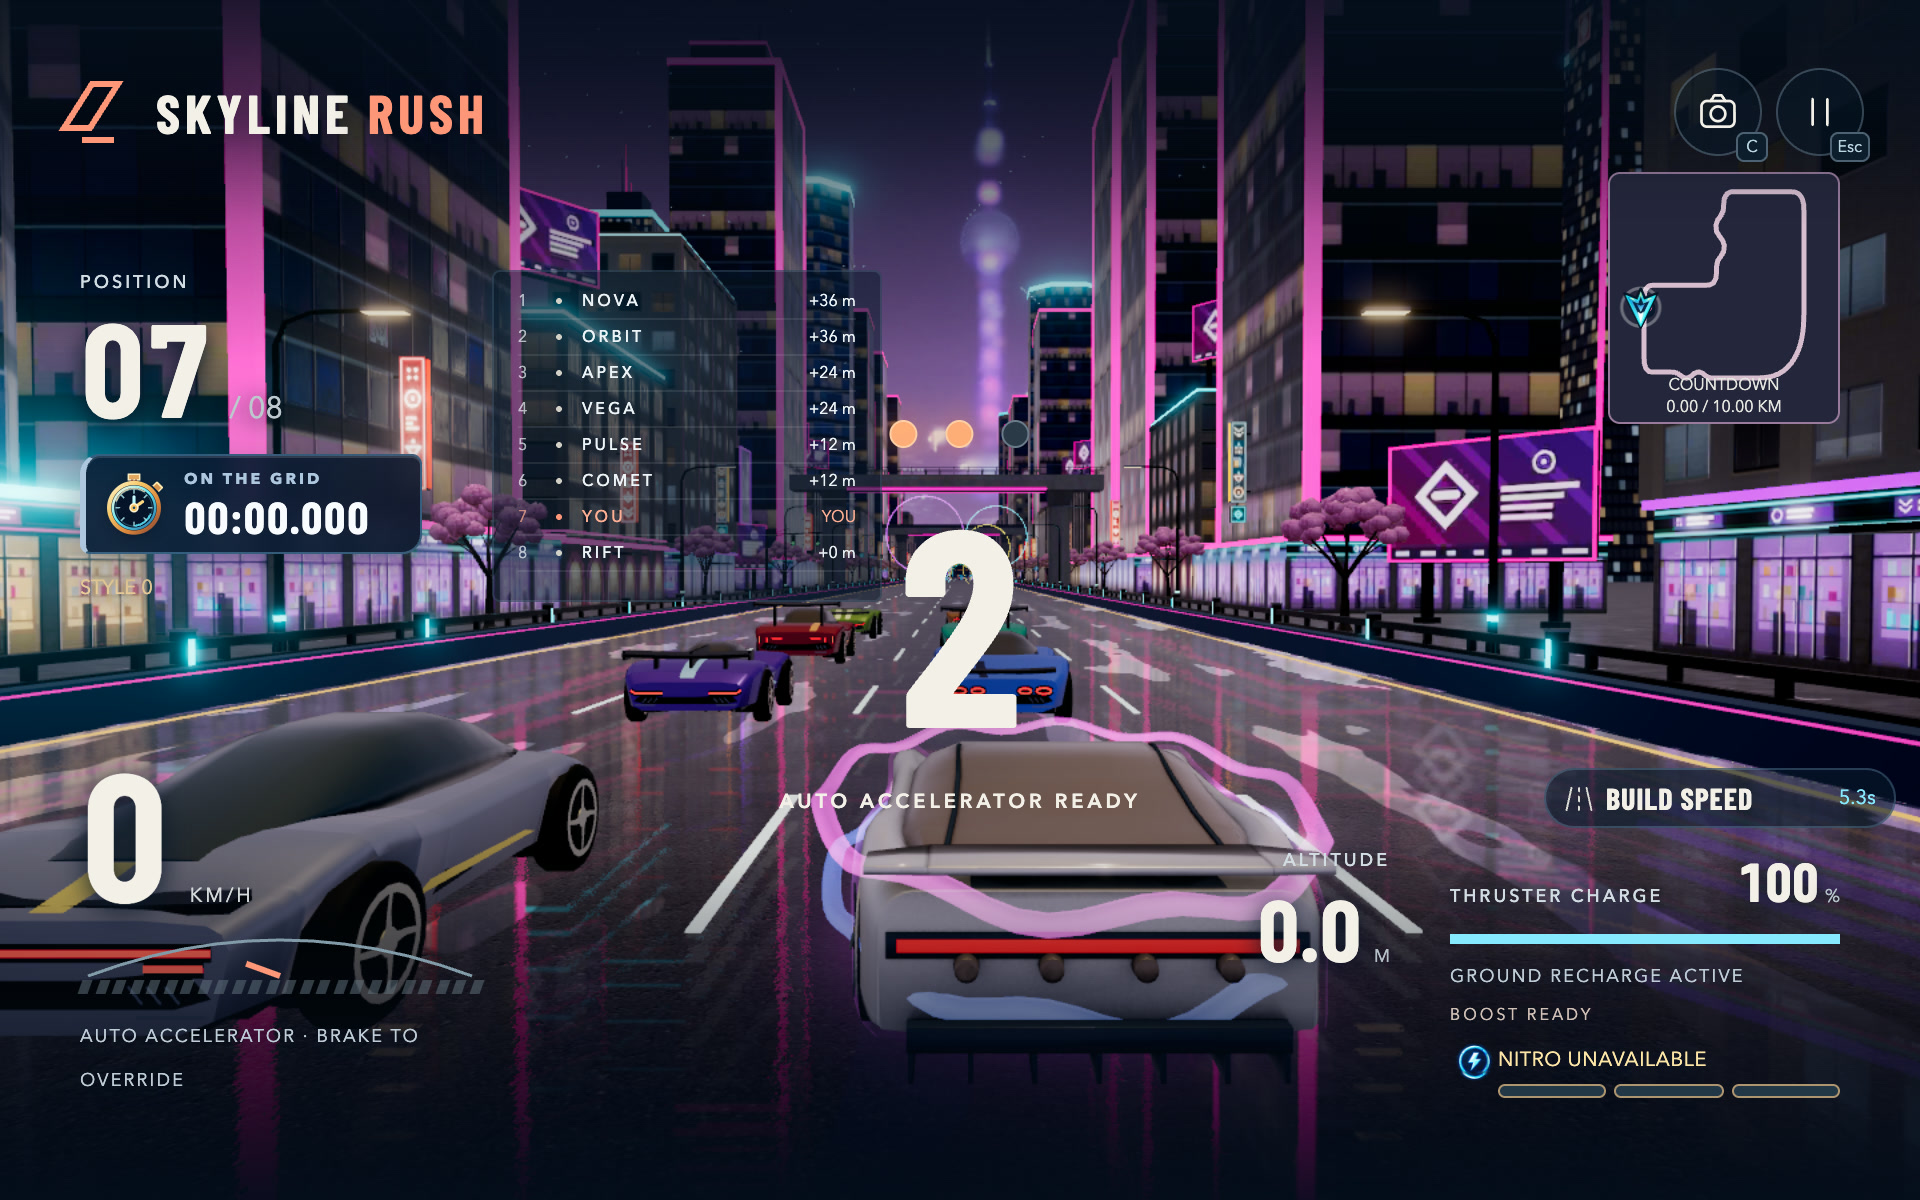 SKYLINE RUSH
C
Esc
POSITION
07 / 08
ON THE GRID
00:00.000
STYLE 0
1 • NOVA +36 m
2 • ORBIT +36 m
3 • APEX +24 m
4 • VEGA +24 m
5 • PULSE +12 m
6 • COMET +12 m
7 • YOU YOU
8 • RIFT +0 m
COUNTDOWN
0.00 / 10.00 KM
2
AUTO ACCELERATOR READY
0 KM/H
AUTO ACCELERATOR · BRAKE TO
OVERRIDE
ALTITUDE
0.0 M
BUILD SPEED 5.3s
THRUSTER CHARGE 100 %
GROUND RECHARGE ACTIVE
BOOST READY
NITRO UNAVAILABLE